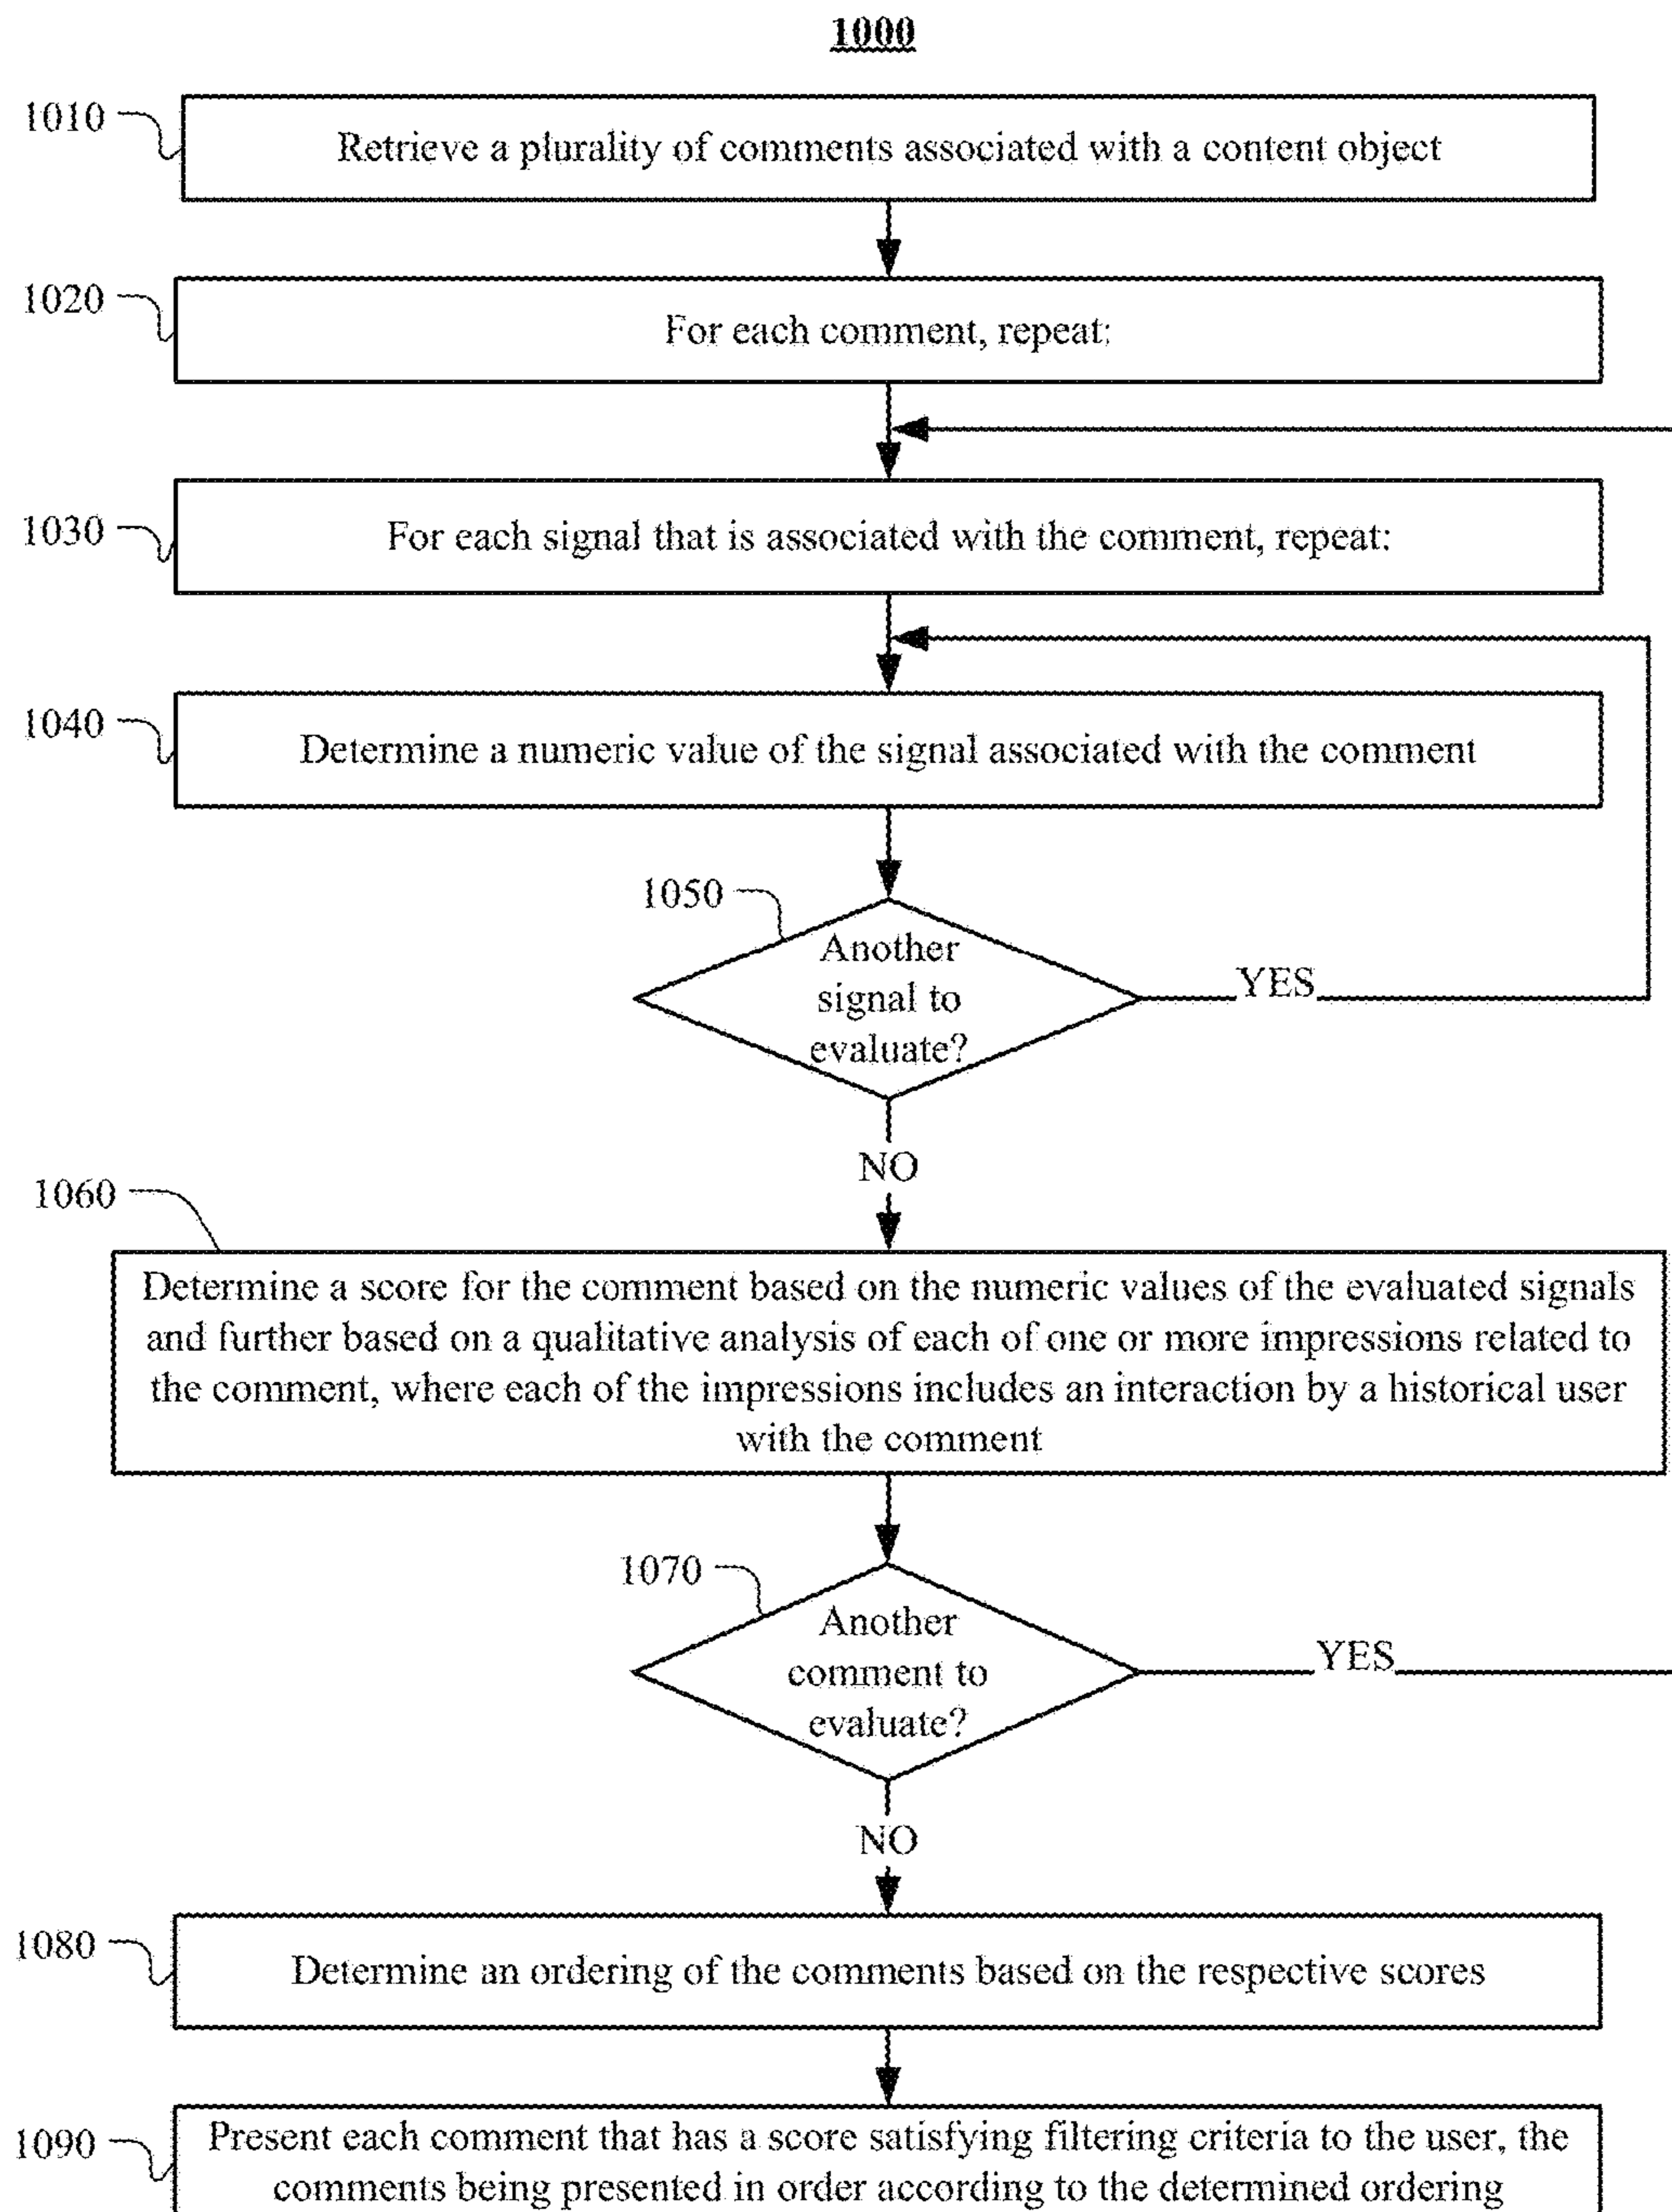 1000
1010
Retrieve a plurality of comments associated with a content object
1020
For each comment, repeat:
1030
For each signal that is associated with the comment, repeat:
1040
Determine a numeric value of the signal associated with the comment
1050
Another
signal to
evaluate?
YES
NO
1060
Determine a score for the comment based on the numeric values of the evaluated signals
and further based on a qualitative analysis of each of one or more impressions related to
the comment, where each of the impressions includes an interaction by a historical user
with the comment
1070
Another
comment to
evaluate?
YES
NO
1080
Determine an ordering of the comments based on the respective scores
1090
Present each comment that has a score satisfying filtering criteria to the user, the
comments being presented in order according to the determined ordering